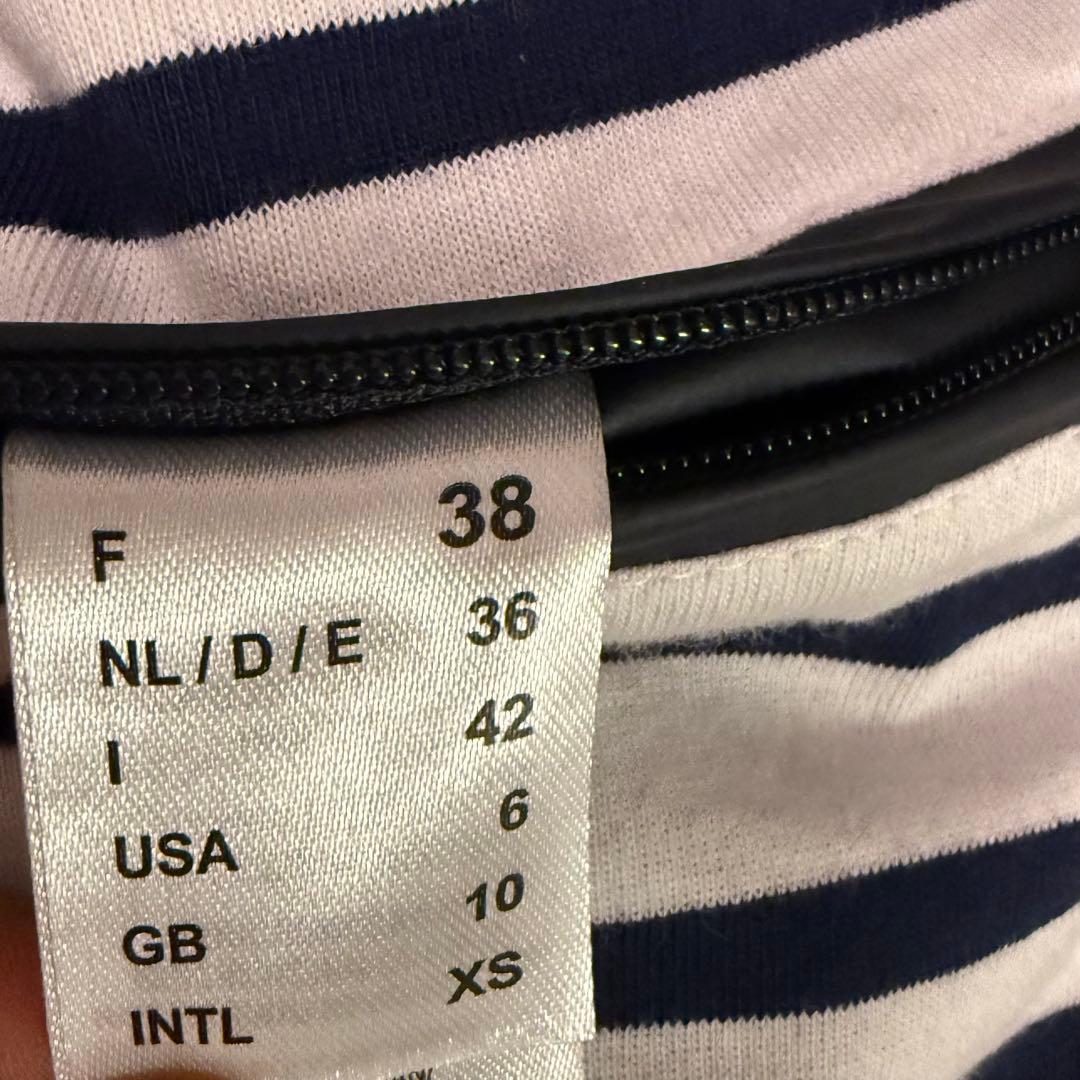 F 38
NL / D / E 36
I 42
USA 6
GB 10
INTL XS